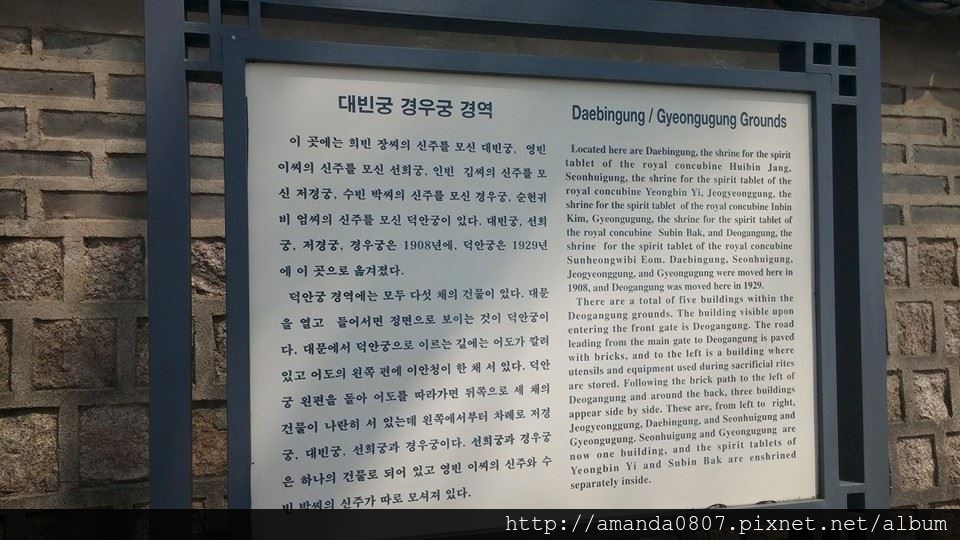 대빈궁 경우궁 경역
이 곳에는 희빈 장씨의 신주를 모신 대빈궁, 영빈
이씨의 신주를 모신 선희궁, 인빈 김씨의 신주를 모
신 저경궁, 수빈 박씨의 신주를 모신 경우궁, 순헌귀
비 엄씨의 신주를 모신 덕안궁이 있다. 대빈궁, 선희
궁, 저경궁, 경우궁은 1908년에, 덕안궁은 1929년
에 이 곳으로 옮겨졌다.
덕안궁 경역에는 모두 다섯 채의 건물이 있다. 대문
을 열고 들어서면 정면으로 보이는 것이 덕안궁이
다. 대문에서 덕안궁으로 이르는 길에는 어도가 깔려
있고 어도의 왼쪽 편에 이안청이 한 채 서 있다. 덕안
궁 왼편을 돌아 어도를 따라가면 뒤쪽으로 세 채의
건물이 나란히 서 있는데 왼쪽에서부터 차례로 저경
궁, 대빈궁, 선희궁과 경우궁이다. 선희궁과 경우궁
은 하나의 건물로 되어 있고 영빈 이씨의 신주와 수
빈 박씨의 신주가 따로 모셔져 있다.
Daebingung / Gyeongugung Grounds
Located here are Daebingung, the shrine for the spirit
tablet of the royal concubine Huibin Jang,
Seonhuigung, the shrine for the spirit tablet of the
royal concubine Yeongbin Yi, Jeogyeonggung, the
shrine for the spirit tablet of the royal concubine Inbin
Kim, Gyeongugung, the shrine for the spirit tablet of
the royal concubine Subin Bak, and Deogangung, the
shrine for the spirit tablet of the royal concubine
Sunheongwibi Eom. Daebingung, Seonhuigung,
Jeogyeonggung, and Gyeongugung were moved here in
1908, and Deogangung was moved here in 1929.
There are a total of five buildings within the
Deogangung grounds. The building visible upon
entering the front gate is Deogangung. The road
leading from the main gate to Deogangung is paved
with bricks, and to the left is a building where
utensils and equipment used during sacrificial rites
are stored. Following the brick path to the left of
Deogangung and around the back, three buildings
appear side by side. These are, from left to right,
Jeogyeonggung, Daebingung, and Seonhuigung and
Gyeongugung. Seonhuigung and Gyeongugung are
now one building, and the spirit tablets of
Yeongbin Yi and Subin Bak are enshrined
separately inside.
http://amanda0807.pixnet.net/album